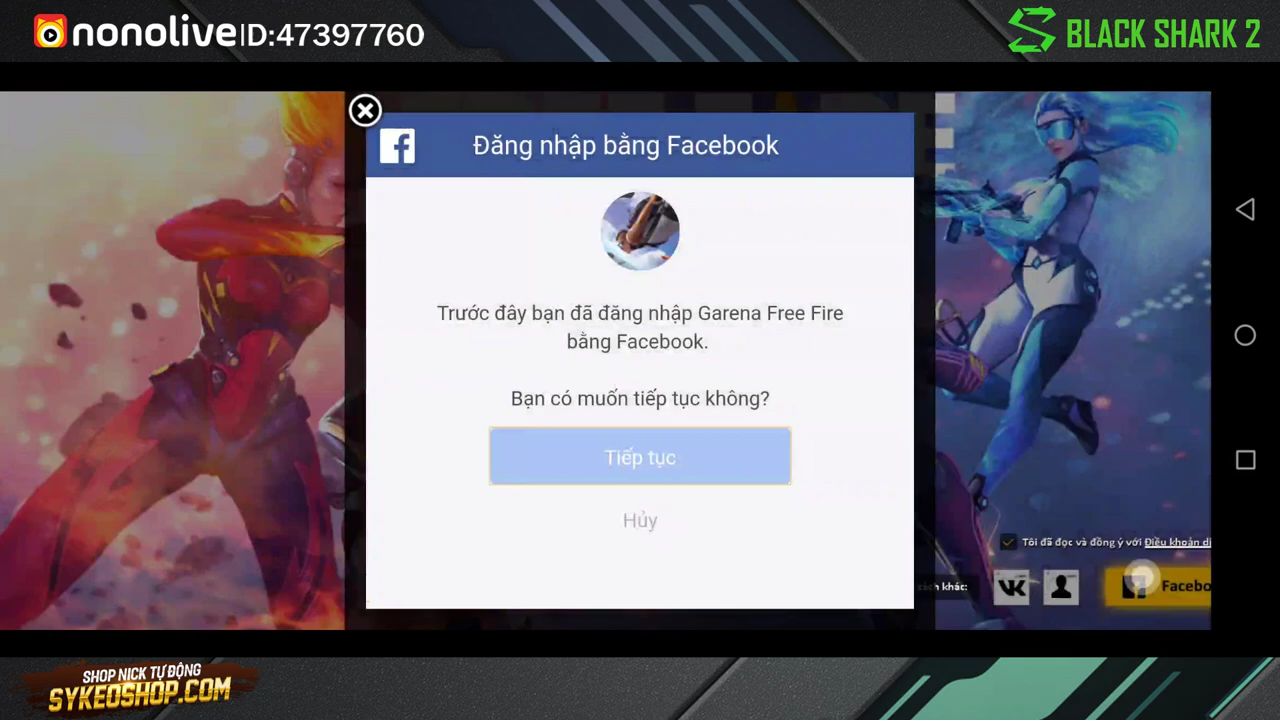 nonolive|ID:47397760
BLACK SHARK 2
Đăng nhập bằng Facebook
Trước đây bạn đã đăng nhập Garena Free Fire
bằng Facebook.
Bạn có muốn tiếp tục không?
Tiếp tục
Hủy
Tôi đã đọc và đồng ý với Điều khoản
khác:
Facebo
SHOP NICK TỰ ĐỘNG
SYKEOSHOP.COM